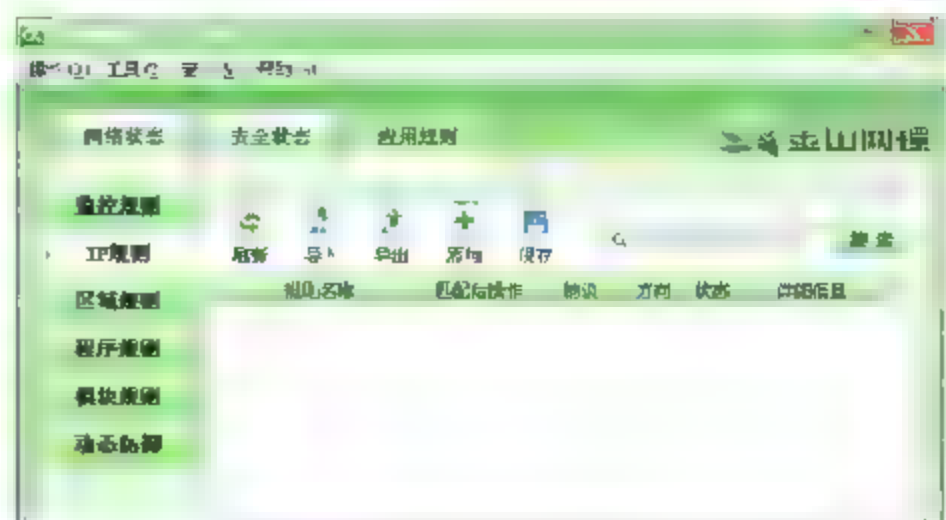 工具
网络状态 安全状态 应用规则 金山网镖
监控规则
刷新 导入 导出 添加 保存 搜索
IP规则
规则名称 匹配后操作 协议 方向 状态 详细信息
区域规则
程序规则
模块规则
动态防御